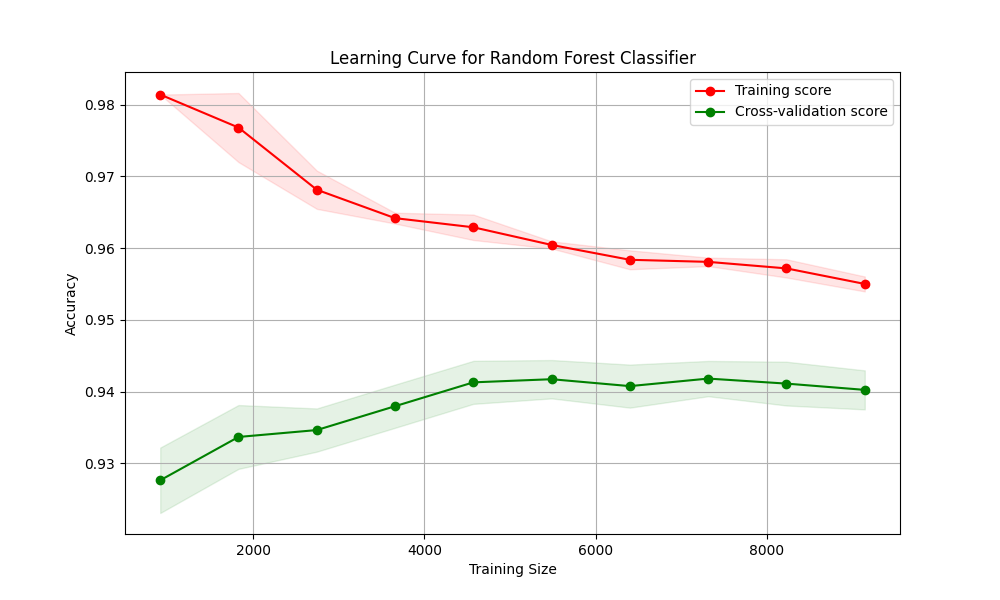 Learning Curve for Random Forest Classifier
Training score
Cross-validation score
0.98
0.97
0.96
0.95
0.94
0.93
Accuracy
2000 4000 6000 8000
Training Size